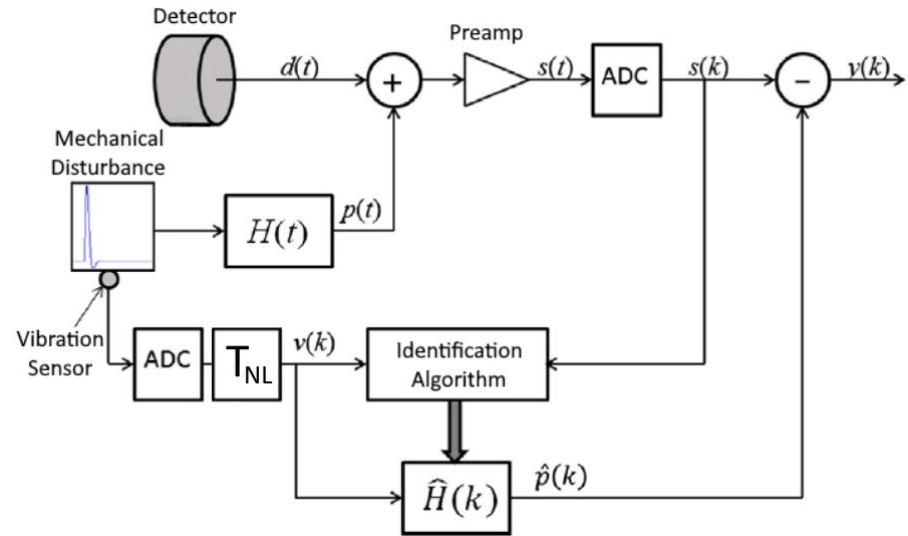 Detector
Preamp
d(t)
+
s(t)
ADC
s(k)
−
v(k)
Mechanical
Disturbance
H(t)
p(t)
Vibration
Sensor
ADC
T_NL
v(k)
Identification
Algorithm
Ĥ(k)
p̂(k)